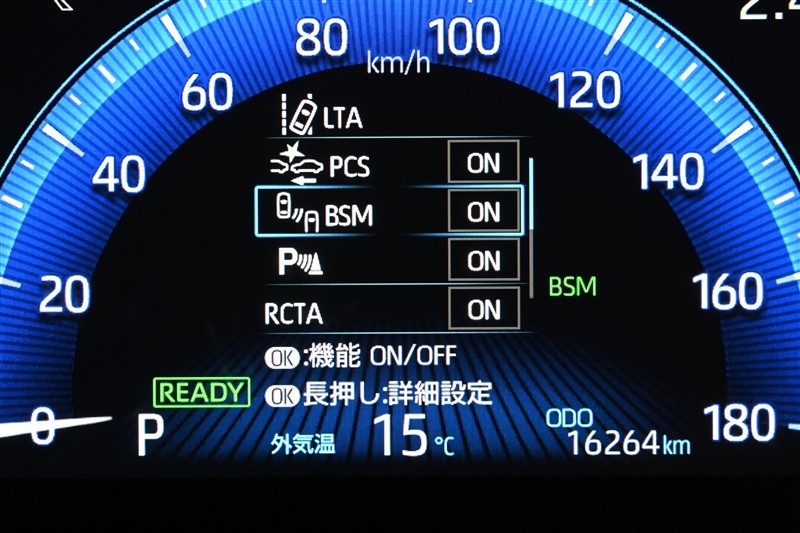 80
100
km/h
60
120
LTA
40
PCS ON
140
BSM ON
P ON
BSM
20
160
RCTA ON
OK:機能 ON/OFF
READY
OK長押し:詳細設定
0
P
外気温 15℃
ODO
16264km
180